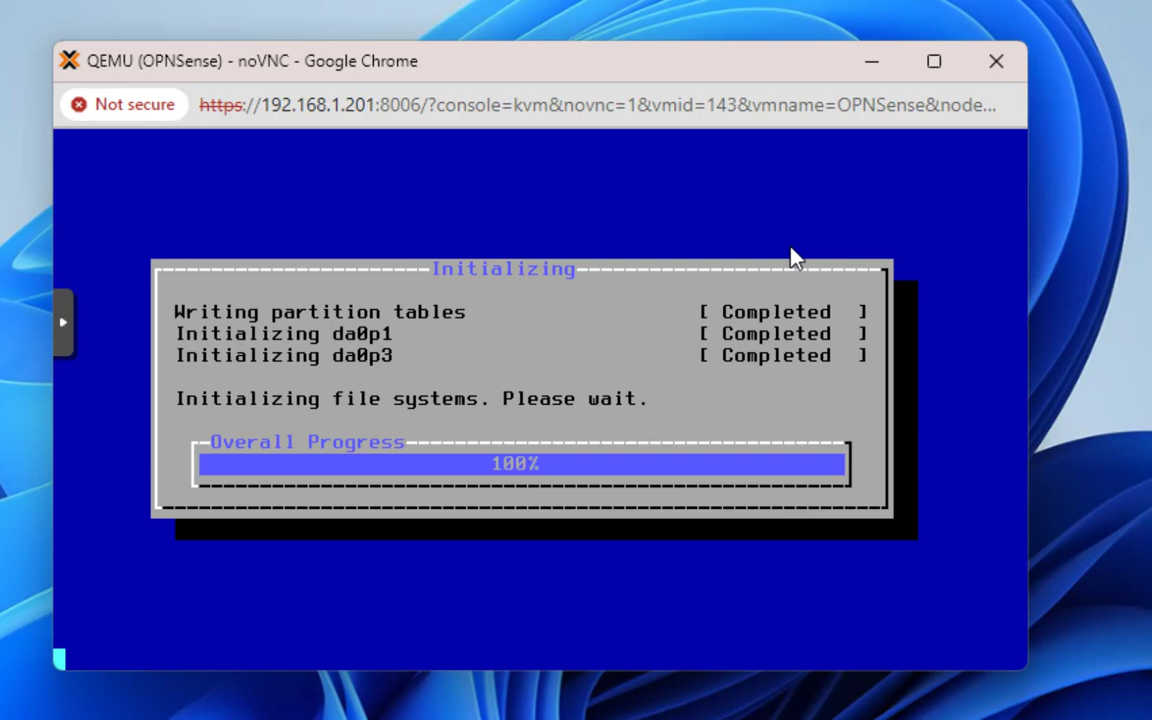 QEMU (OPNSense) - noVNC - Google Chrome
Not secure https://192.168.1.201:8006/?console=kvm&novnc=1&vmid=143&vmname=OPNSense&node...
Initializing
Writing partition tables [ Completed ]
Initializing da0p1 [ Completed ]
Initializing da0p3 [ Completed ]
Initializing file systems. Please wait.
Overall Progress
100%